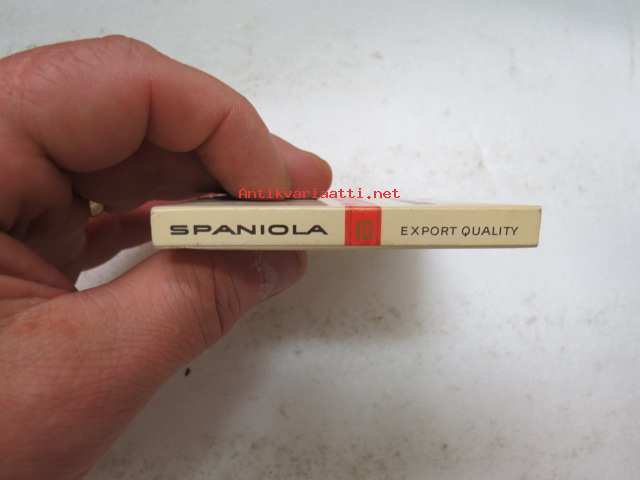 Antikvariaatti.net
SPANIOLA 10 EXPORT QUALITY